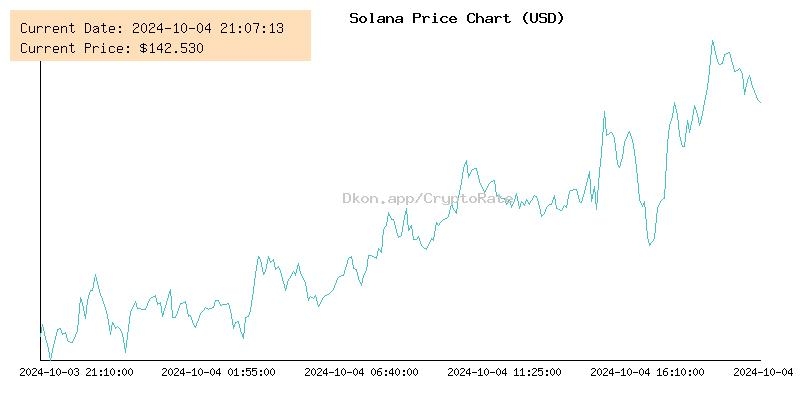 Solana Price Chart (USD)
Current Date: 2024-10-04 21:07:13
Current Price: $142.530
Dkon.app/CryptoRate
2024-10-03 21:10:00
2024-10-04 01:55:00
2024-10-04 06:40:00
2024-10-04 11:25:00
2024-10-04 16:10:00
2024-10-04